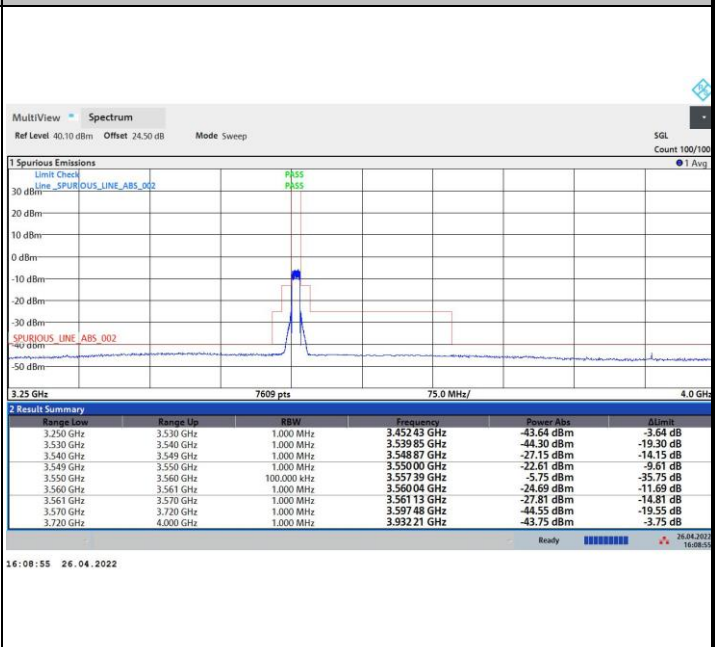 MultiView Spectrum
Ref Level 40.10 dBm Offset 24.50 dB Mode Sweep SGL
Count 100/100
1 Spurious Emissions 1 Avg
Limit Check PASS
Line _SPURIOUS_LINE_ABS_002 PASS
30 dBm
20 dBm
10 dBm
0 dBm
-10 dBm
-20 dBm
-30 dBm
_SPURIOUS_LINE_ABS_002
-40 dBm
-50 dBm
3.25 GHz 7609 pts 75.0 MHz/ 4.0 GHz
2 Result Summary
Range Low Range Up RBW Frequency Power Abs ΔLimit
3.250 GHz 3.530 GHz 1.000 MHz 3.452 43 GHz -43.64 dBm -3.64 dB
3.530 GHz 3.540 GHz 1.000 MHz 3.539 85 GHz -44.30 dBm -19.30 dB
3.540 GHz 3.549 GHz 1.000 MHz 3.548 87 GHz -27.15 dBm -14.15 dB
3.549 GHz 3.550 GHz 1.000 MHz 3.550 00 GHz -22.61 dBm -9.61 dB
3.550 GHz 3.560 GHz 100.000 kHz 3.557 39 GHz -5.75 dBm -35.75 dB
3.560 GHz 3.561 GHz 1.000 MHz 3.560 04 GHz -24.69 dBm -11.69 dB
3.561 GHz 3.570 GHz 1.000 MHz 3.561 13 GHz -27.81 dBm -14.81 dB
3.570 GHz 3.720 GHz 1.000 MHz 3.597 48 GHz -44.55 dBm -19.55 dB
3.720 GHz 4.000 GHz 1.000 MHz 3.932 21 GHz -43.75 dBm -3.75 dB
Ready 26.04.2022
16:08:55
16:08:55 26.04.2022